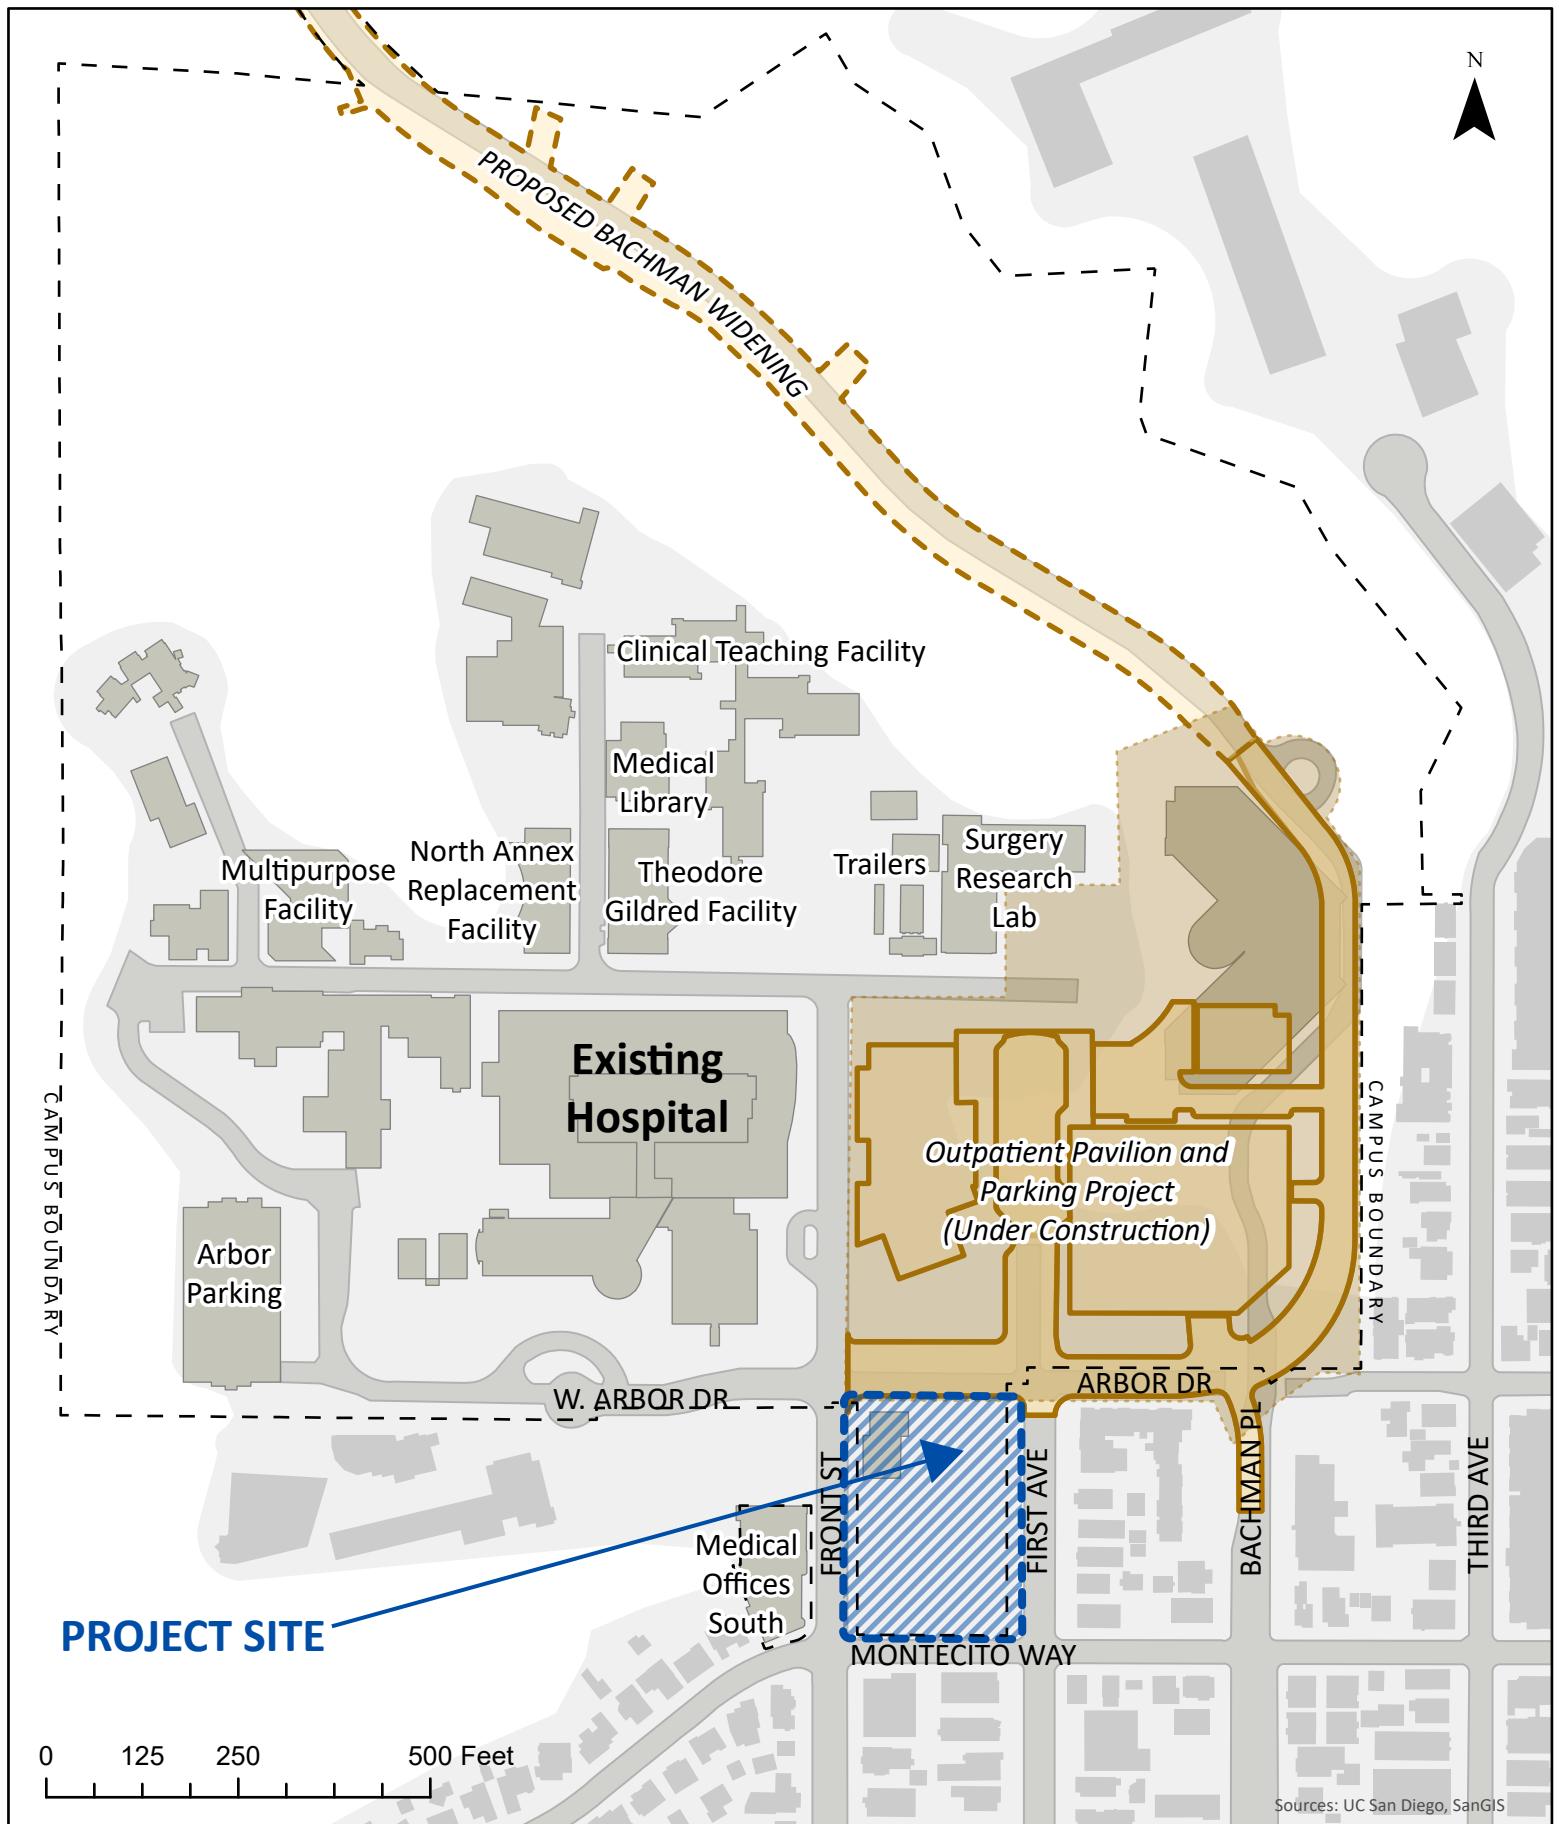 N
PROPOSED BACHMAN WIDENING
Clinical Teaching Facility
Medical
Library
North Annex
Replacement
Facility
Multipurpose
Facility
Theodore
Gildred Facility
Trailers
Surgery
Research
Lab
Existing
Hospital
CAMPUS BOUNDARY
CAMPUS BOUNDARY
Outpatient Pavilion and
Parking Project
(Under Construction)
Arbor
Parking
W. ARBOR DR
ARBOR DR
FRONT ST
FIRST AVE
BACHMAN PL
THIRD AVE
Medical
Offices
South
PROJECT SITE
MONTECITO WAY
0 125 250 500 Feet
Sources: UC San Diego, SanGIS